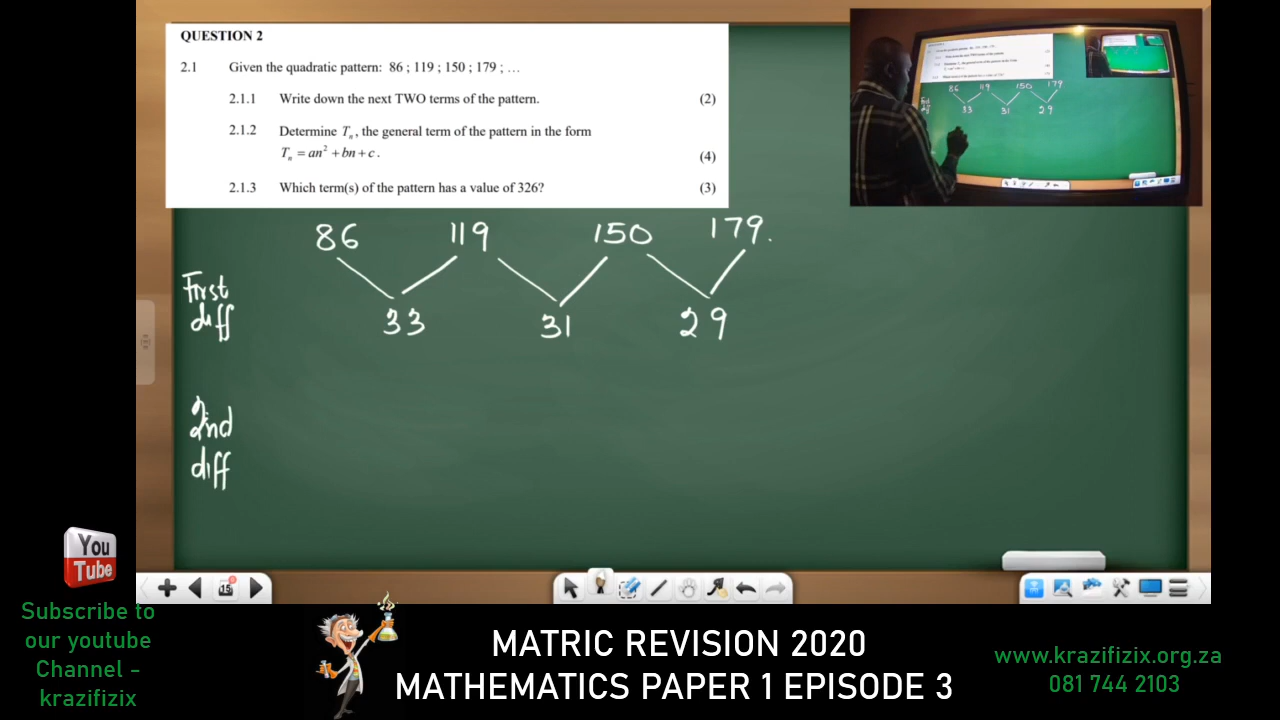 QUESTION 2
2.1 Given the quadratic pattern: 86 ; 119 ; 150 ; 179 ; …
2.1.1 Write down the next TWO terms of the pattern. (2)
2.1.2 Determine Tₙ, the general term of the pattern in the form
Tₙ = an² + bn + c. (4)
2.1.3 Which term(s) of the pattern has a value of 326? (3)
86 119 150 179.
First
diff
33 31 29
2nd
diff
15
You
Tube
Subscribe to
our youtube
Channel –
krazifizix
MATRIC REVISION 2020
MATHEMATICS PAPER 1 EPISODE 3
www.krazifizix.org.za
081 744 2103